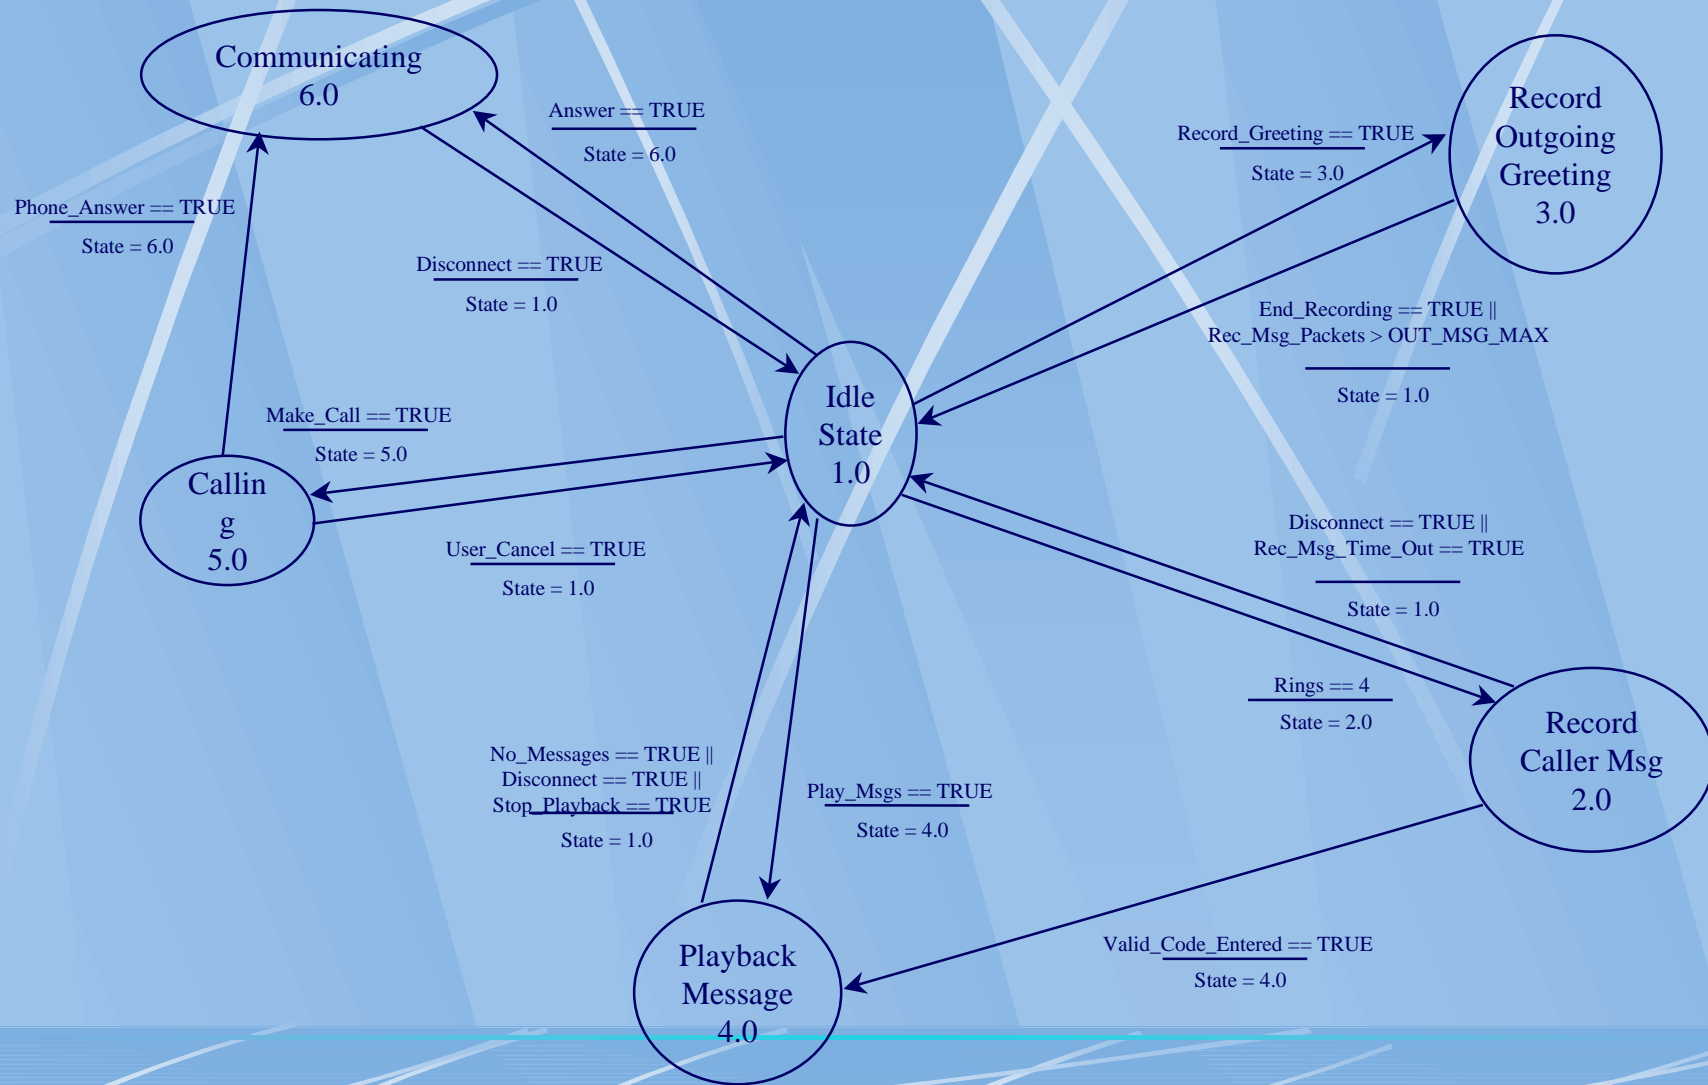 Communicating
6.0
Answer == TRUE
State = 6.0
Record_Greeting == TRUE
State = 3.0
Record
Outgoing
Greeting
3.0
Phone_Answer == TRUE
State = 6.0
Disconnect == TRUE
State = 1.0
End_Recording == TRUE ||
Rec_Msg_Packets > OUT_MSG_MAX
State = 1.0
Idle
State
1.0
Make_Call == TRUE
State = 5.0
Callin
g
5.0
User_Cancel == TRUE
State = 1.0
Disconnect == TRUE ||
Rec_Msg_Time_Out == TRUE
State = 1.0
Rings == 4
State = 2.0
Record
Caller Msg
2.0
No_Messages == TRUE ||
Disconnect == TRUE ||
Stop_Playback == TRUE
State = 1.0
Play_Msgs == TRUE
State = 4.0
Valid_Code_Entered == TRUE
State = 4.0
Playback
Message
4.0